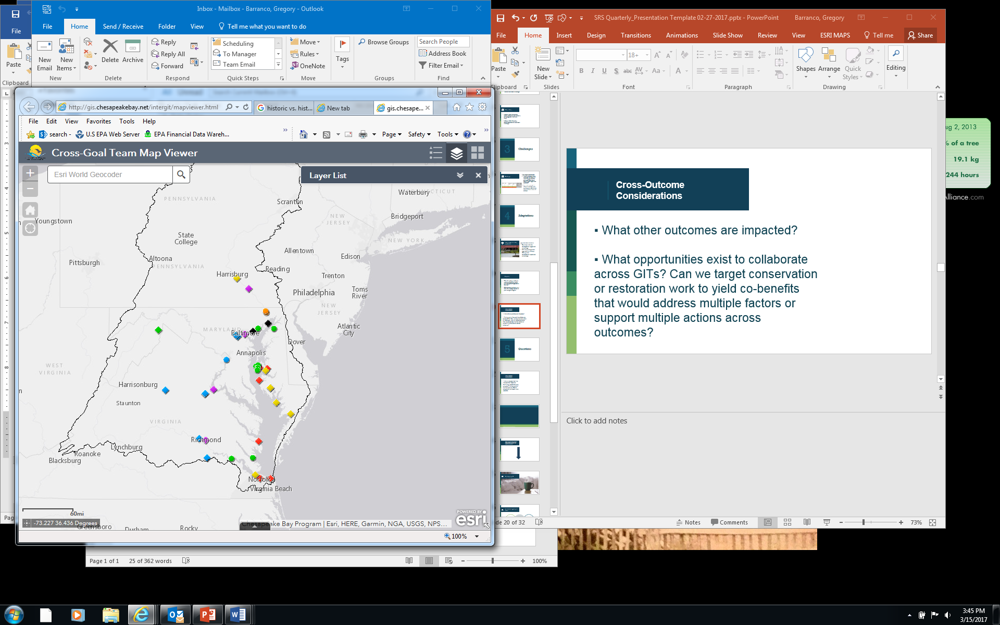 Inbox - Mailbox - Barranco, Gregory - Outlook
File
Home
Send / Receive
Folder
View
Tell me what you want to do
File
Paste
Clipboard
New Email
New Items
New
Delete
Archive
Delete
Reply
Reply All
Forward
Respond
Scheduling
To Manager
Team Email
Quick Steps
Move
Rules
OneNote
Move
Tags
Browse Groups
Groups
Search People
Address Book
Filter Email
Find
SRS Quarterly_Presentation Template 02-27-2017.pptx - PowerPoint
Barranco, Gregory
File
Home
Insert
Design
Transitions
Animations
Slide Show
Review
View
ESRI MAPS
Tell me
Share
Paste
Clipboard
New Slide
Slides
18+
Font
Paragraph
Shapes
Arrange
Quick Styles
Drawing
Editing
http://gis.chesapeakebay.net/intergit/mapviewer.html
historic vs. hist...
New tab
gis.chesape...
File
Edit
View
Favorites
Tools
Help
search
U.S EPA Web Server
EPA Financial Data Wareh...
Page
Safety
Tools
Cross-Goal Team Map Viewer
Esri World Geocoder
Layer List
PENNSYLVANIA
Scranton
Waterbury
Bridgeport
Youngstown
NEW JERSEY
State College
NEW YORK
Allentown
Edison
Altoona
PENNSYLVANIA
Pittsburgh
Harrisburg
Reading
Trenton
Philadelphia
Toms River
NEW JERSEY
MARYLAND
Baltimore
Atlantic City
Dover
Annapolis
WEST VIRGINIA
Harrisonburg
Staunton
VIRGINIA
Richmond
Lynchburg
Roanoke
Blacksburg
Norfolk
Virginia Beach
60mi
-73.227 36.436 Degrees
Greensboro
Durham
Rocky
Chesapeake Bay Program | Esri, HERE, Garmin, NGA, USGS, NPS...
POWERED BY
esri
100%
3
Challenges
4
Adaptations
5
Questions
Cross-Outcome
Considerations
▪ What other outcomes are impacted?
▪ What opportunities exist to collaborate
across GITs? Can we target conservation
or restoration work to yield co-benefits
that would address multiple factors or
support multiple actions across
outcomes?
Click to add notes
de 20 of 32
Notes
Comments
73%
ug 2, 2013
% of a tree
19.1 kg
244 hours
Alliance.com
Pag
Page 1 of 1
25 of 362 words
100%
3:45 PM
3/15/2017